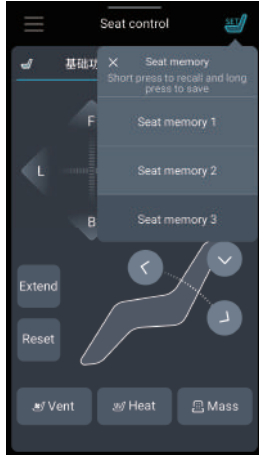 Seat control
SET
基础功
Seat memory
Short press to recall and long
press to save
Seat memory 1
Seat memory 2
Seat memory 3
F
L
B
Extend
Reset
Vent
Heat
Mass